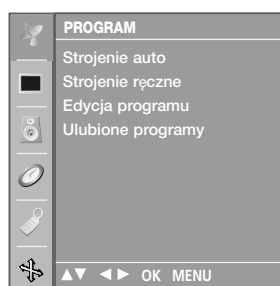 PROGRAM
Strojenie auto
Strojenie ręczne
Edycja programu
Ulubione programy
▲▼ ◄► OK MENU